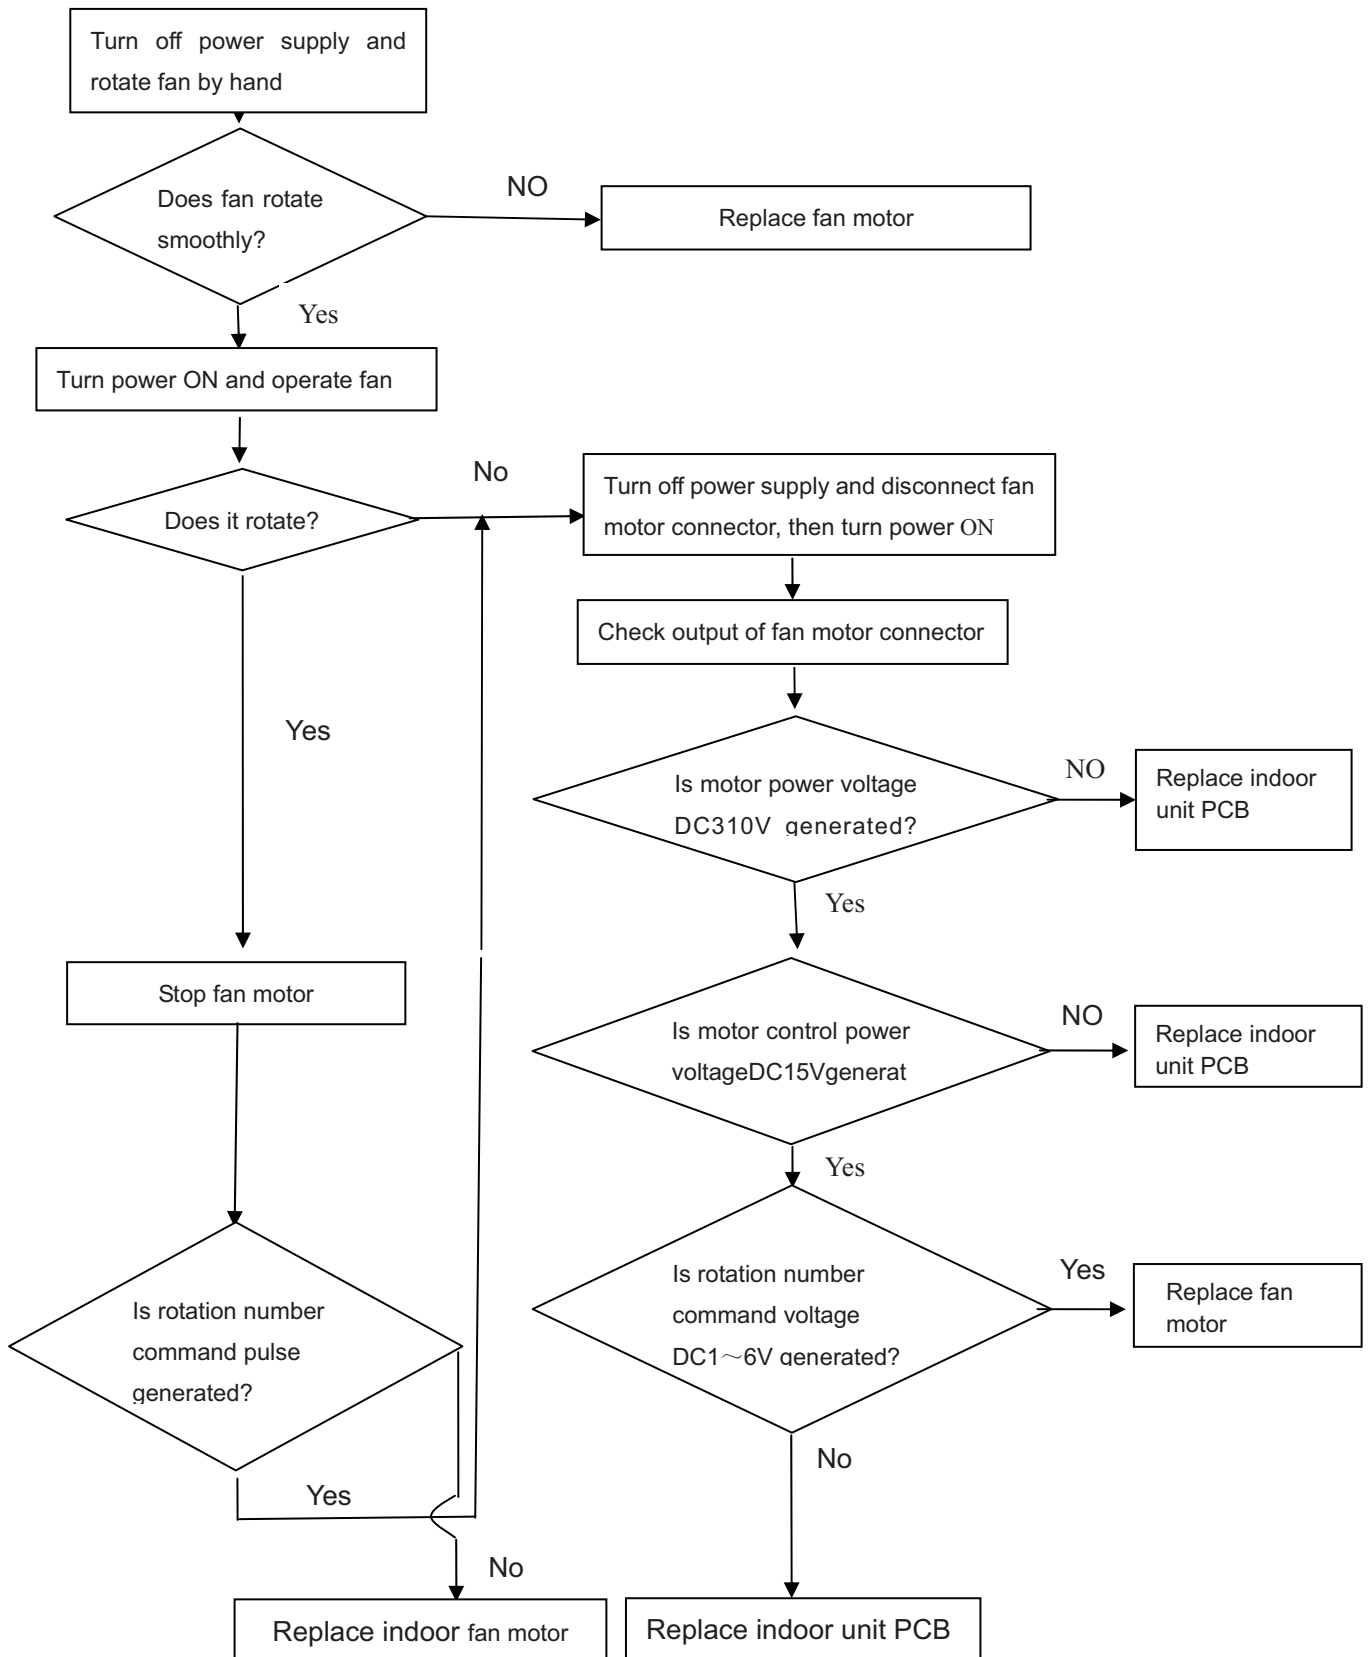 Turn off power supply and
rotate fan by hand
Does fan rotate
smoothly?
NO
Replace fan motor
Yes
Turn power ON and operate fan
Does it rotate?
No
Turn off power supply and disconnect fan
motor connector, then turn power ON
Check output of fan motor connector
Yes
Is motor power voltage
DC310V generated?
NO
Replace indoor
unit PCB
Yes
Stop fan motor
Is motor control power
voltageDC15Vgenerat
NO
Replace indoor
unit PCB
Yes
Is rotation number
command voltage
DC1～6V generated?
Yes
Replace fan
motor
Is rotation number
command pulse
generated?
Yes
No
No
Replace indoor fan motor
Replace indoor unit PCB